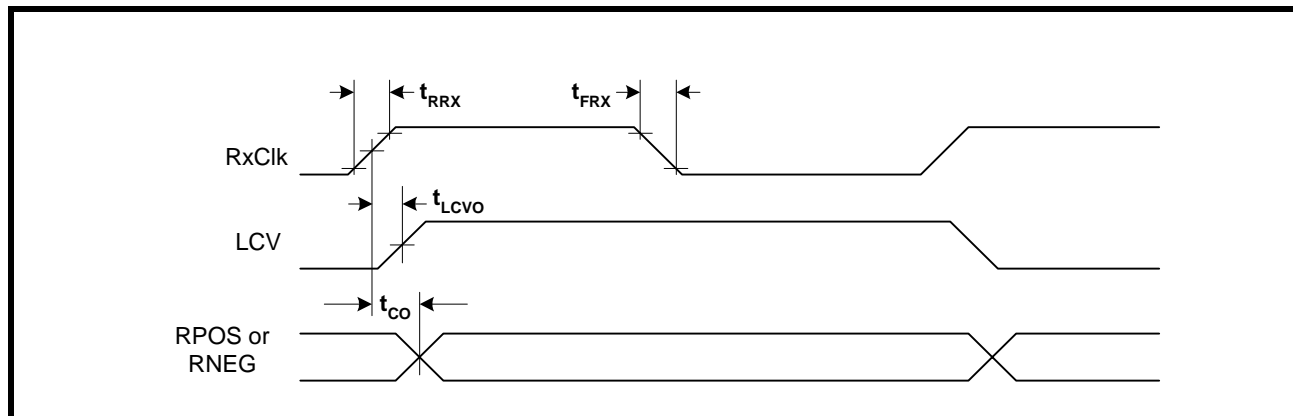 tRRX
tFRX
RxClk
tLCVO
LCV
tCO
RPOS or
RNEG